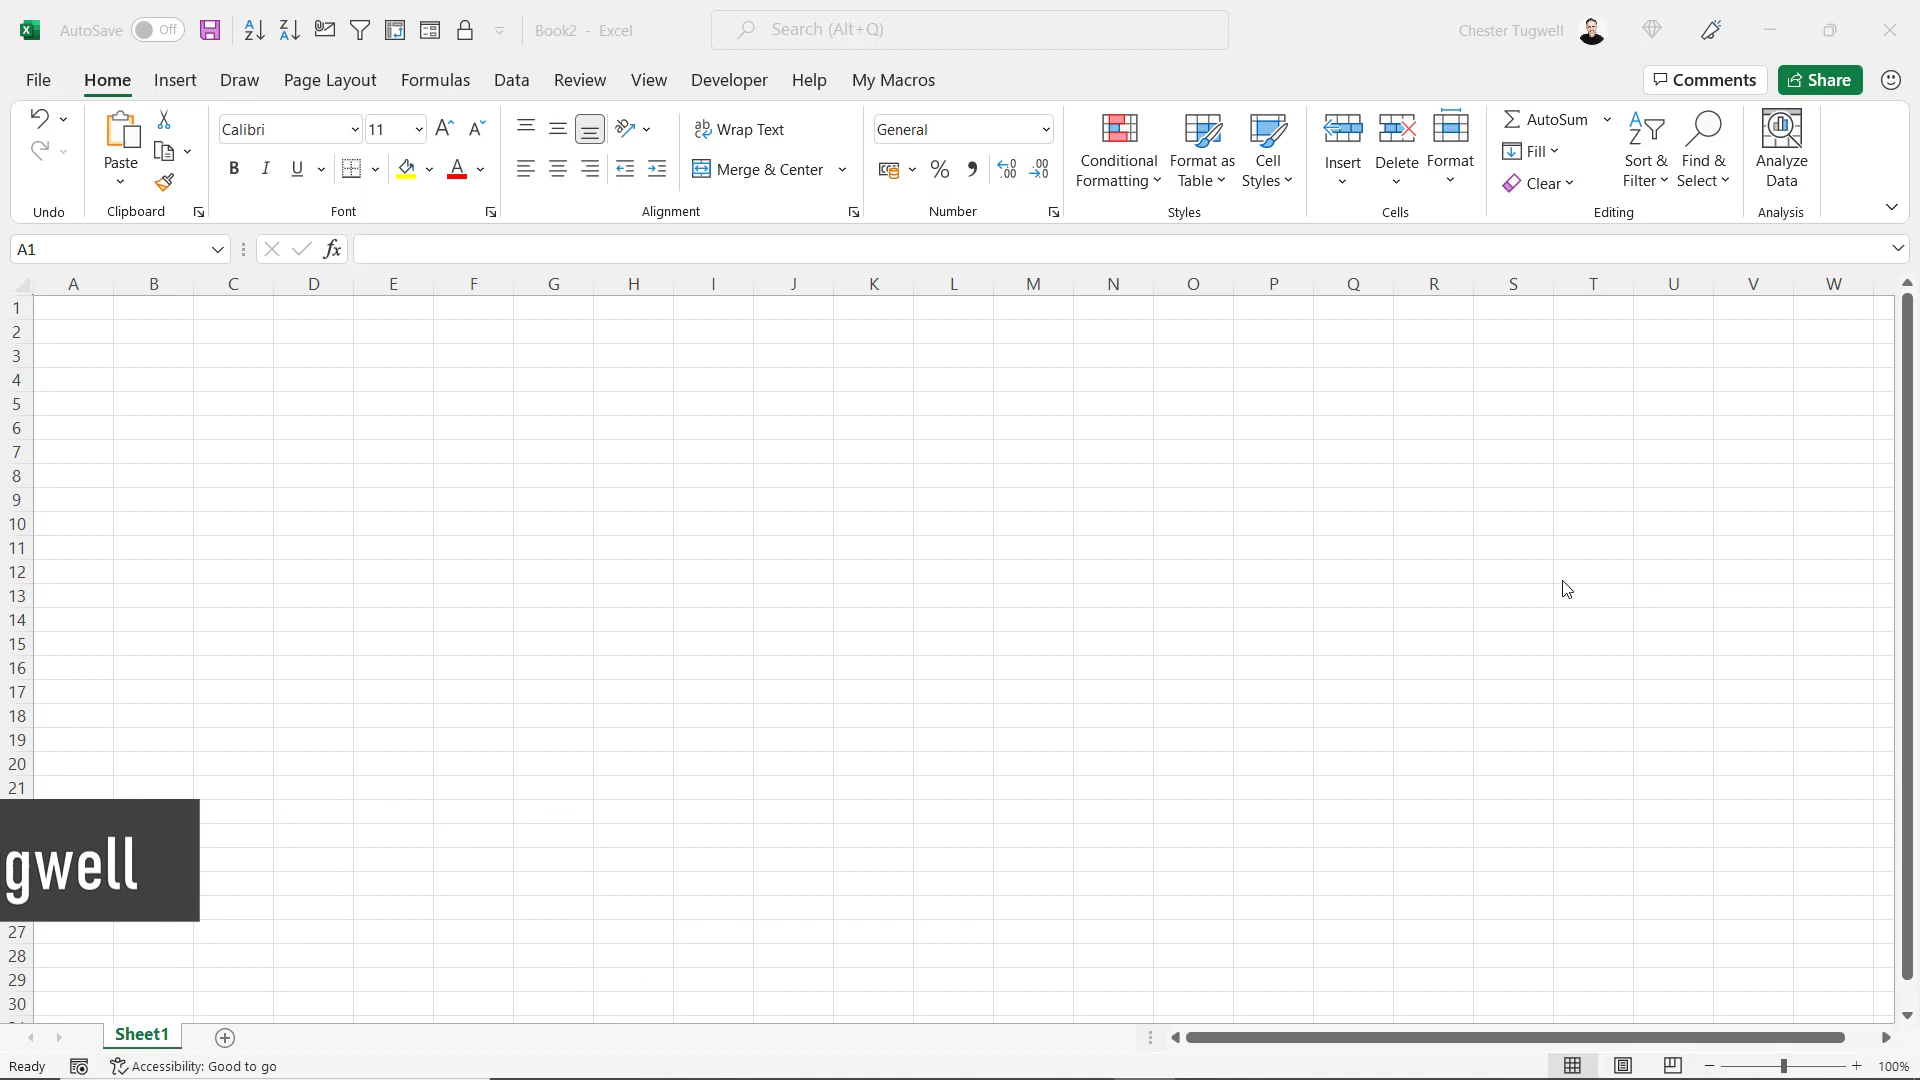 AutoSave Off Book2 - Excel Search (Alt+Q) Chester Tugwell
File Home Insert Draw Page Layout Formulas Data Review View Developer Help My Macros Comments Share
Calibri 11 Wrap Text General AutoSum
Paste Conditional Formatting Format as Table Cell Styles Insert Delete Format Fill Sort & Filter Find & Select Analyze Data
B I U A Merge & Center % Clear
Undo Clipboard Font Alignment Number Styles Cells Editing Analysis
A1 fx
A B C D E F G H I J K L M N O P Q R S T U V W
1
2
3
4
5
6
7
8
9
10
11
12
13
14
15
16
17
18
19
20
21
gwell
27
28
29
30
Sheet1
Ready Accessibility: Good to go 100%